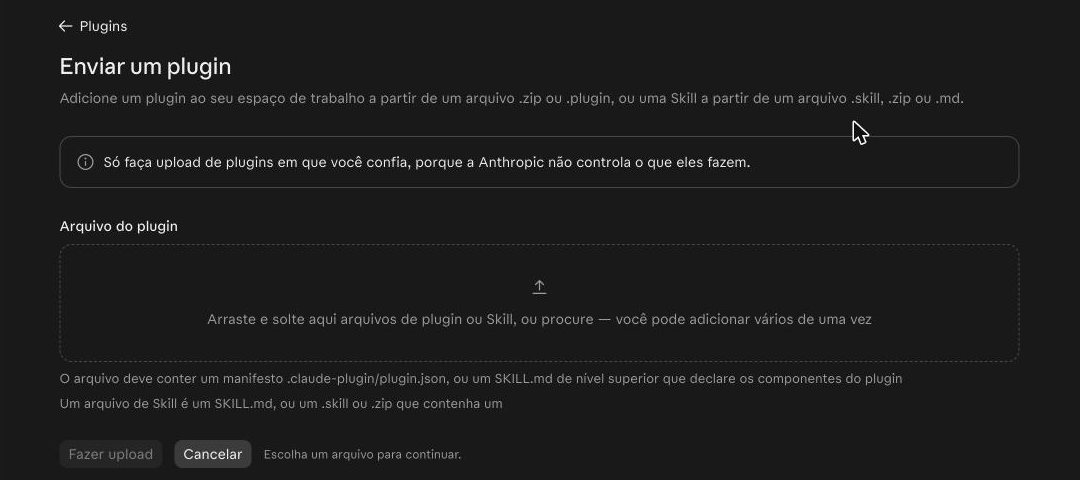 Plugins
Enviar um plugin
Adicione um plugin ao seu espaço de trabalho a partir de um arquivo .zip ou .plugin, ou uma Skill a partir de um arquivo .skill, .zip ou .md.
Só faça upload de plugins em que você confia, porque a Anthropic não controla o que eles fazem.
Arquivo do plugin
Arraste e solte aqui arquivos de plugin ou Skill, ou procure — você pode adicionar vários de uma vez
O arquivo deve conter um manifesto .claude-plugin/plugin.json, ou um SKILL.md de nível superior que declare os componentes do plugin
Um arquivo de Skill é um SKILL.md, ou um .skill ou .zip que contenha um
Fazer upload Cancelar Escolha um arquivo para continuar.